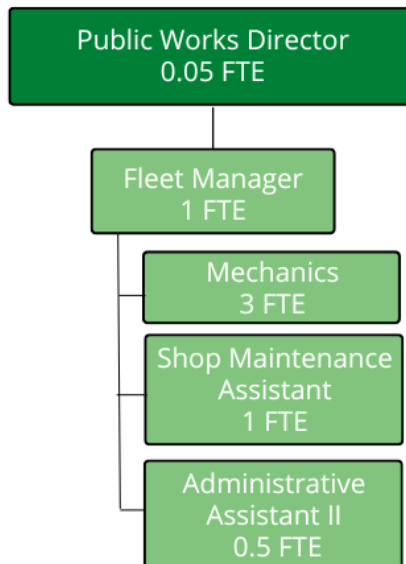 Public Works Director
0.05 FTE
Fleet Manager
1 FTE
Mechanics
3 FTE
Shop Maintenance
Assistant
1 FTE
Administrative
Assistant II
0.5 FTE